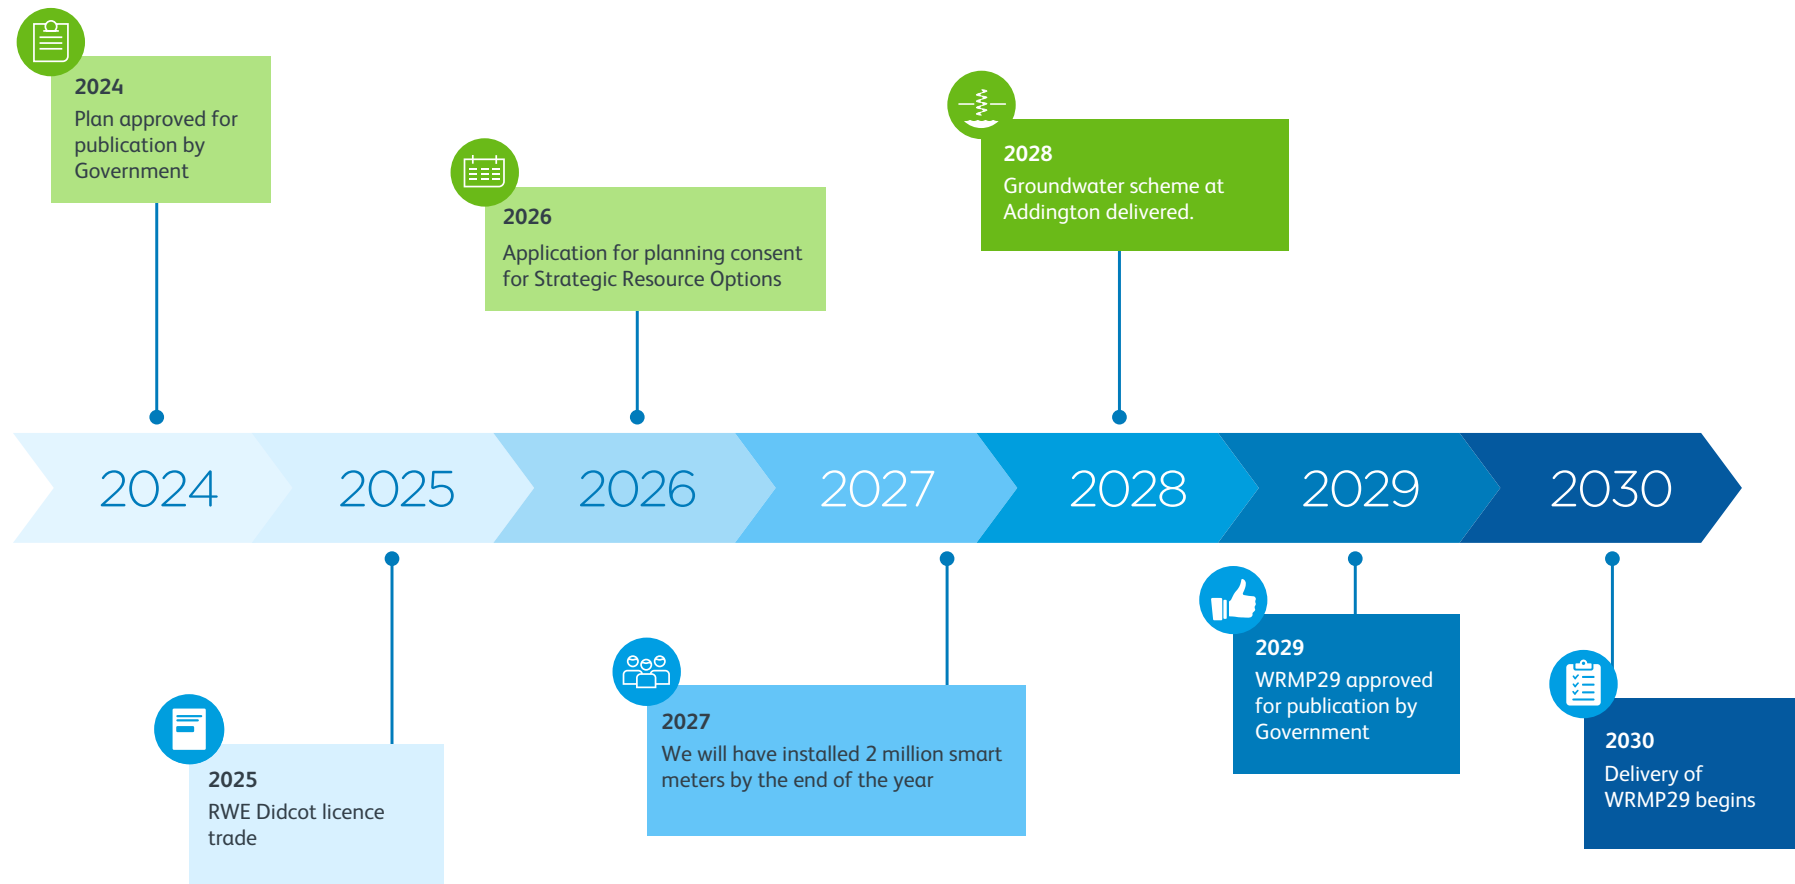 2024
Plan approved for
publication by
Government
2026
Application for planning consent
for Strategic Resource Options
2028
Groundwater scheme at
Addington delivered.
2024
2025
2026
2027
2028
2029
2030
2025
RWE Didcot licence
trade
2027
We will have installed 2 million smart
meters by the end of the year
2029
WRMP29 approved
for publication by
Government
2030
Delivery of
WRMP29 begins